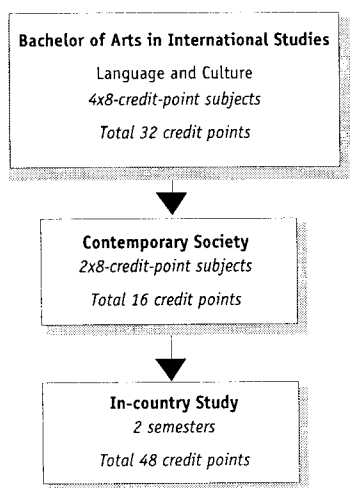 Bachelor of Arts in International Studies
Language and Culture
4x8-credit-point subjects
Total 32 credit points
Contemporary Society
2x8-credit-point subjects
Total 16 credit points
In-country Study
2 semesters
Total 48 credit points